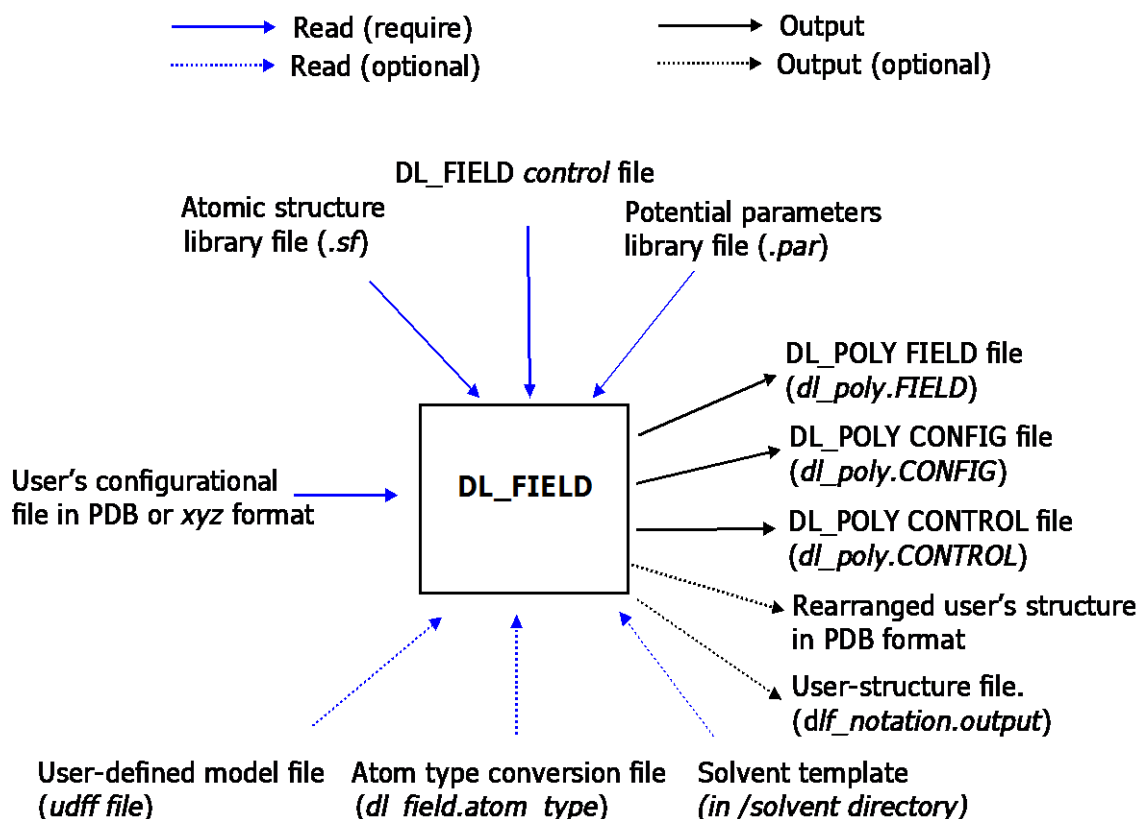 Read (require)
Output
Read (optional)
Output (optional)
DL_FIELD control file
Atomic structure
library file (.sf)
Potential parameters
library file (.par)
DL_POLY FIELD file
(dl_poly.FIELD)
DL_POLY CONFIG file
(dl_poly.CONFIG)
User's configurational
file in PDB or xyz format
DL_FIELD
DL_POLY CONTROL file
(dl_poly.CONTROL)
Rearranged user's structure
in PDB format
User-structure file.
(dlf_notation.output)
User-defined model file
(udff file)
Atom type conversion file
(dl_field.atom_type)
Solvent template
(in /solvent directory)